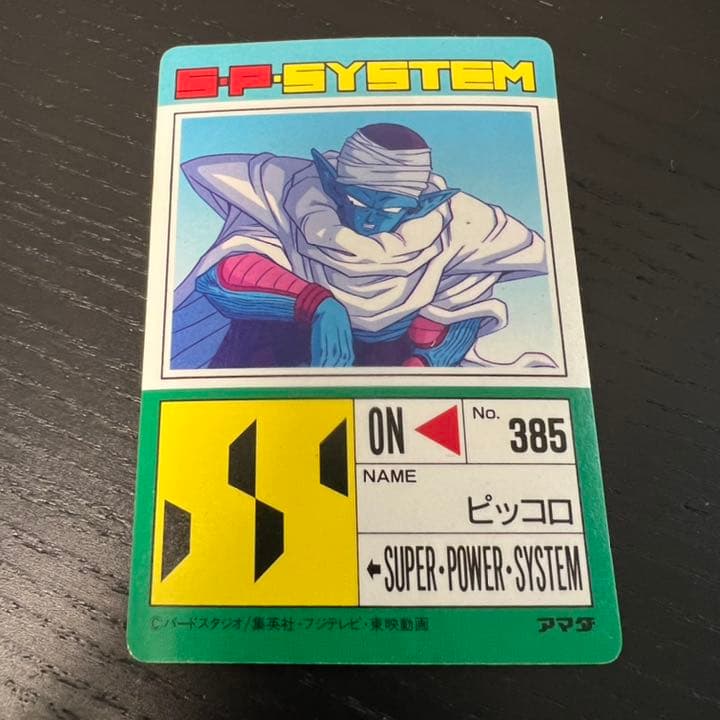 S·P·SYSTEM
ON
No. 385
NAME
ピッコロ
SUPER·POWER·SYSTEM
©バードスタジオ/集英社・フジテレビ・東映動画
アマダ